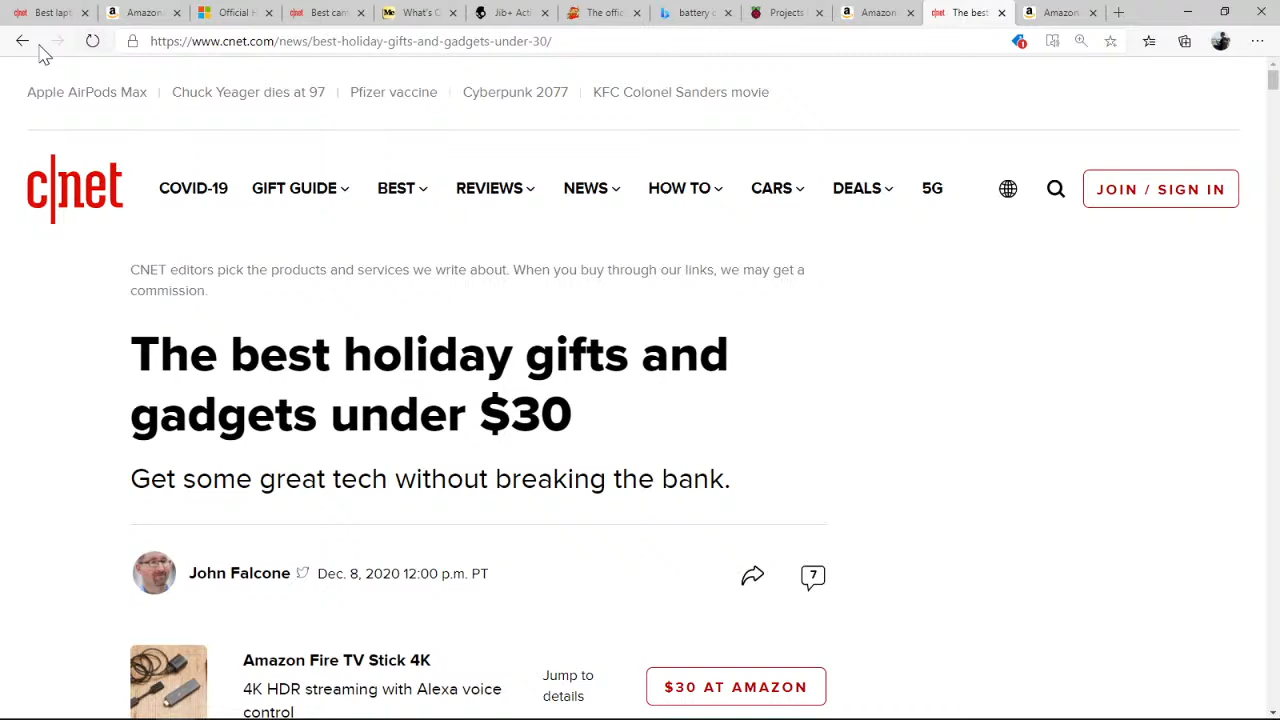 Best lap
Amazon
Official H
Best cam
What's C
Jib+ Acti
The offic
battery c
Projects
Amazon
The best
Amazon
https://www.cnet.com/news/best-holiday-gifts-and-gadgets-under-30/
Apple AirPods Max | Chuck Yeager dies at 97 | Pfizer vaccine | Cyberpunk 2077 | KFC Colonel Sanders movie
c|net
COVID-19 GIFT GUIDE BEST REVIEWS NEWS HOW TO CARS DEALS 5G
JOIN / SIGN IN
CNET editors pick the products and services we write about. When you buy through our links, we may get a
commission.
The best holiday gifts and
gadgets under $30
Get some great tech without breaking the bank.
John Falcone Dec. 8, 2020 12:00 p.m. PT
7
Amazon Fire TV Stick 4K
4K HDR streaming with Alexa voice
control
Jump to
details
$30 AT AMAZON